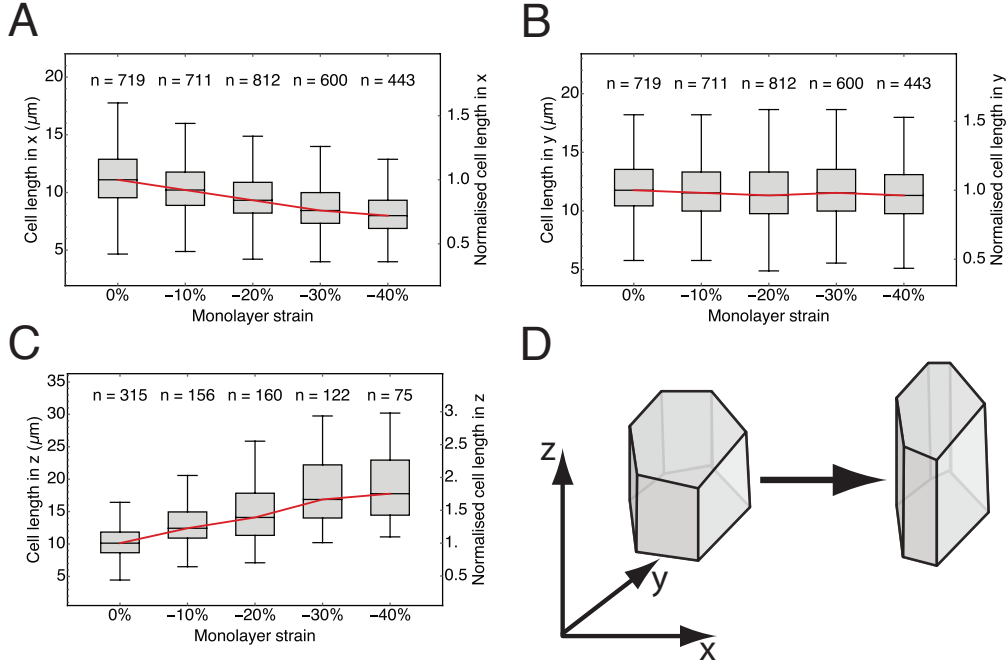 A
Cell length in x (μm)
20
15
10
5
n = 719 n = 711 n = 812 n = 600 n = 443
1.5
1.0
0.5
Normalised cell length in x
0% −10% −20% −30% −40%
Monolayer strain
B
Cell length in y (μm)
20
15
10
5
n = 719 n = 711 n = 812 n = 600 n = 443
1.5
1.0
0.5
Normalised cell length in y
0% −10% −20% −30% −40%
Monolayer strain
C
Cell length in z (μm)
35
30
25
20
15
10
5
n = 315 n = 156 n = 160 n = 122 n = 75
3.
2.5
2.0
1.5
1.0
0.5
Normalised cell length in z
0% −10% −20% −30% −40%
Monolayer strain
D
z
y
x